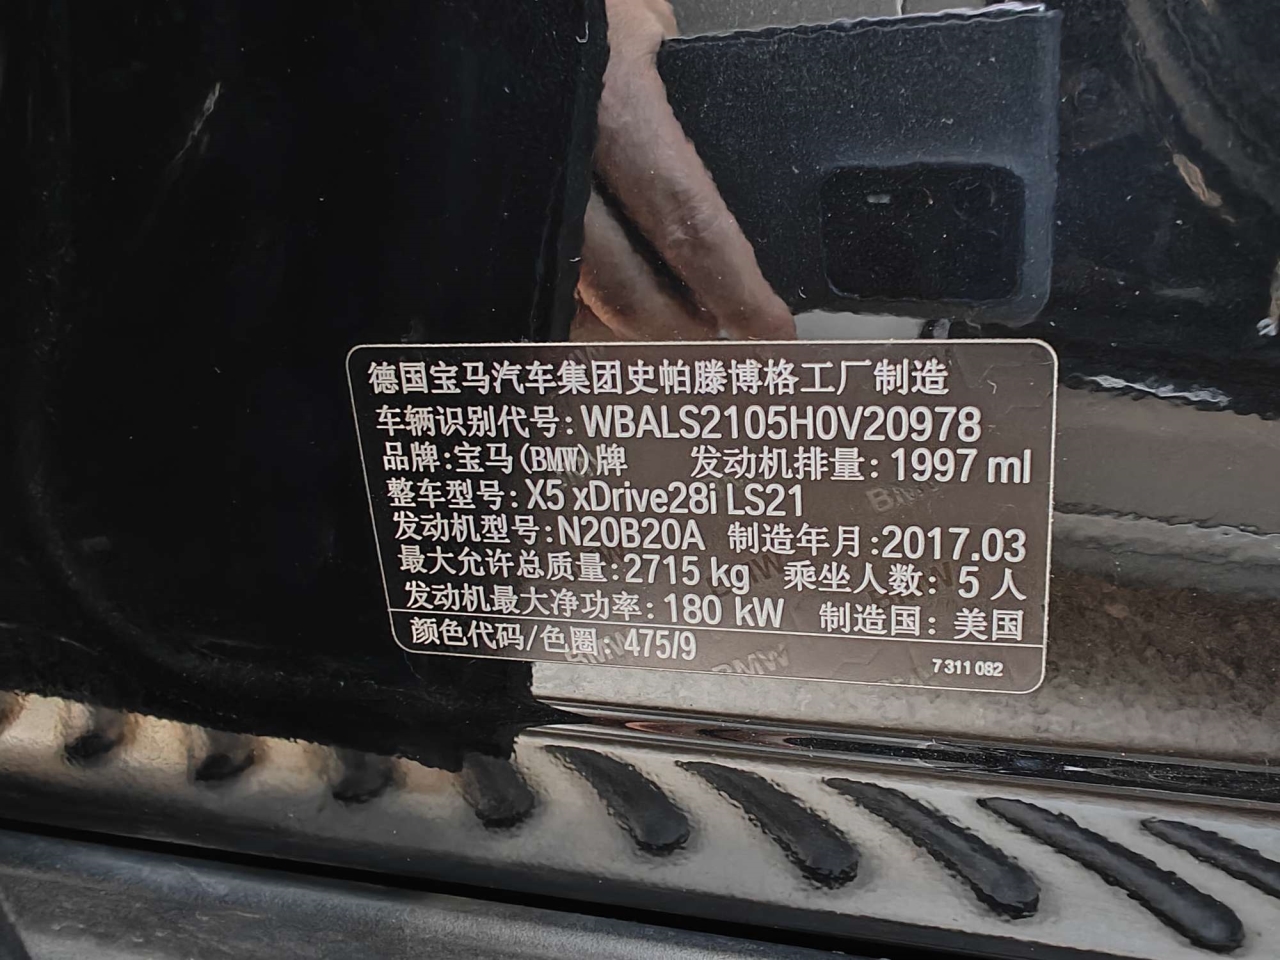 德国宝马汽车集团史帕滕博格工厂制造
车辆识别代号: WBALS2105H0V20978
品牌:宝马(BMW)牌 发动机排量: 1997 ml
整车型号: X5 xDrive28i LS21
发动机型号: N20B20A 制造年月:2017.03
最大允许总质量: 2715 kg 乘坐人数: 5 人
发动机最大净功率: 180 kW 制造国: 美国
颜色代码/色圈: 475/9
7 311 082